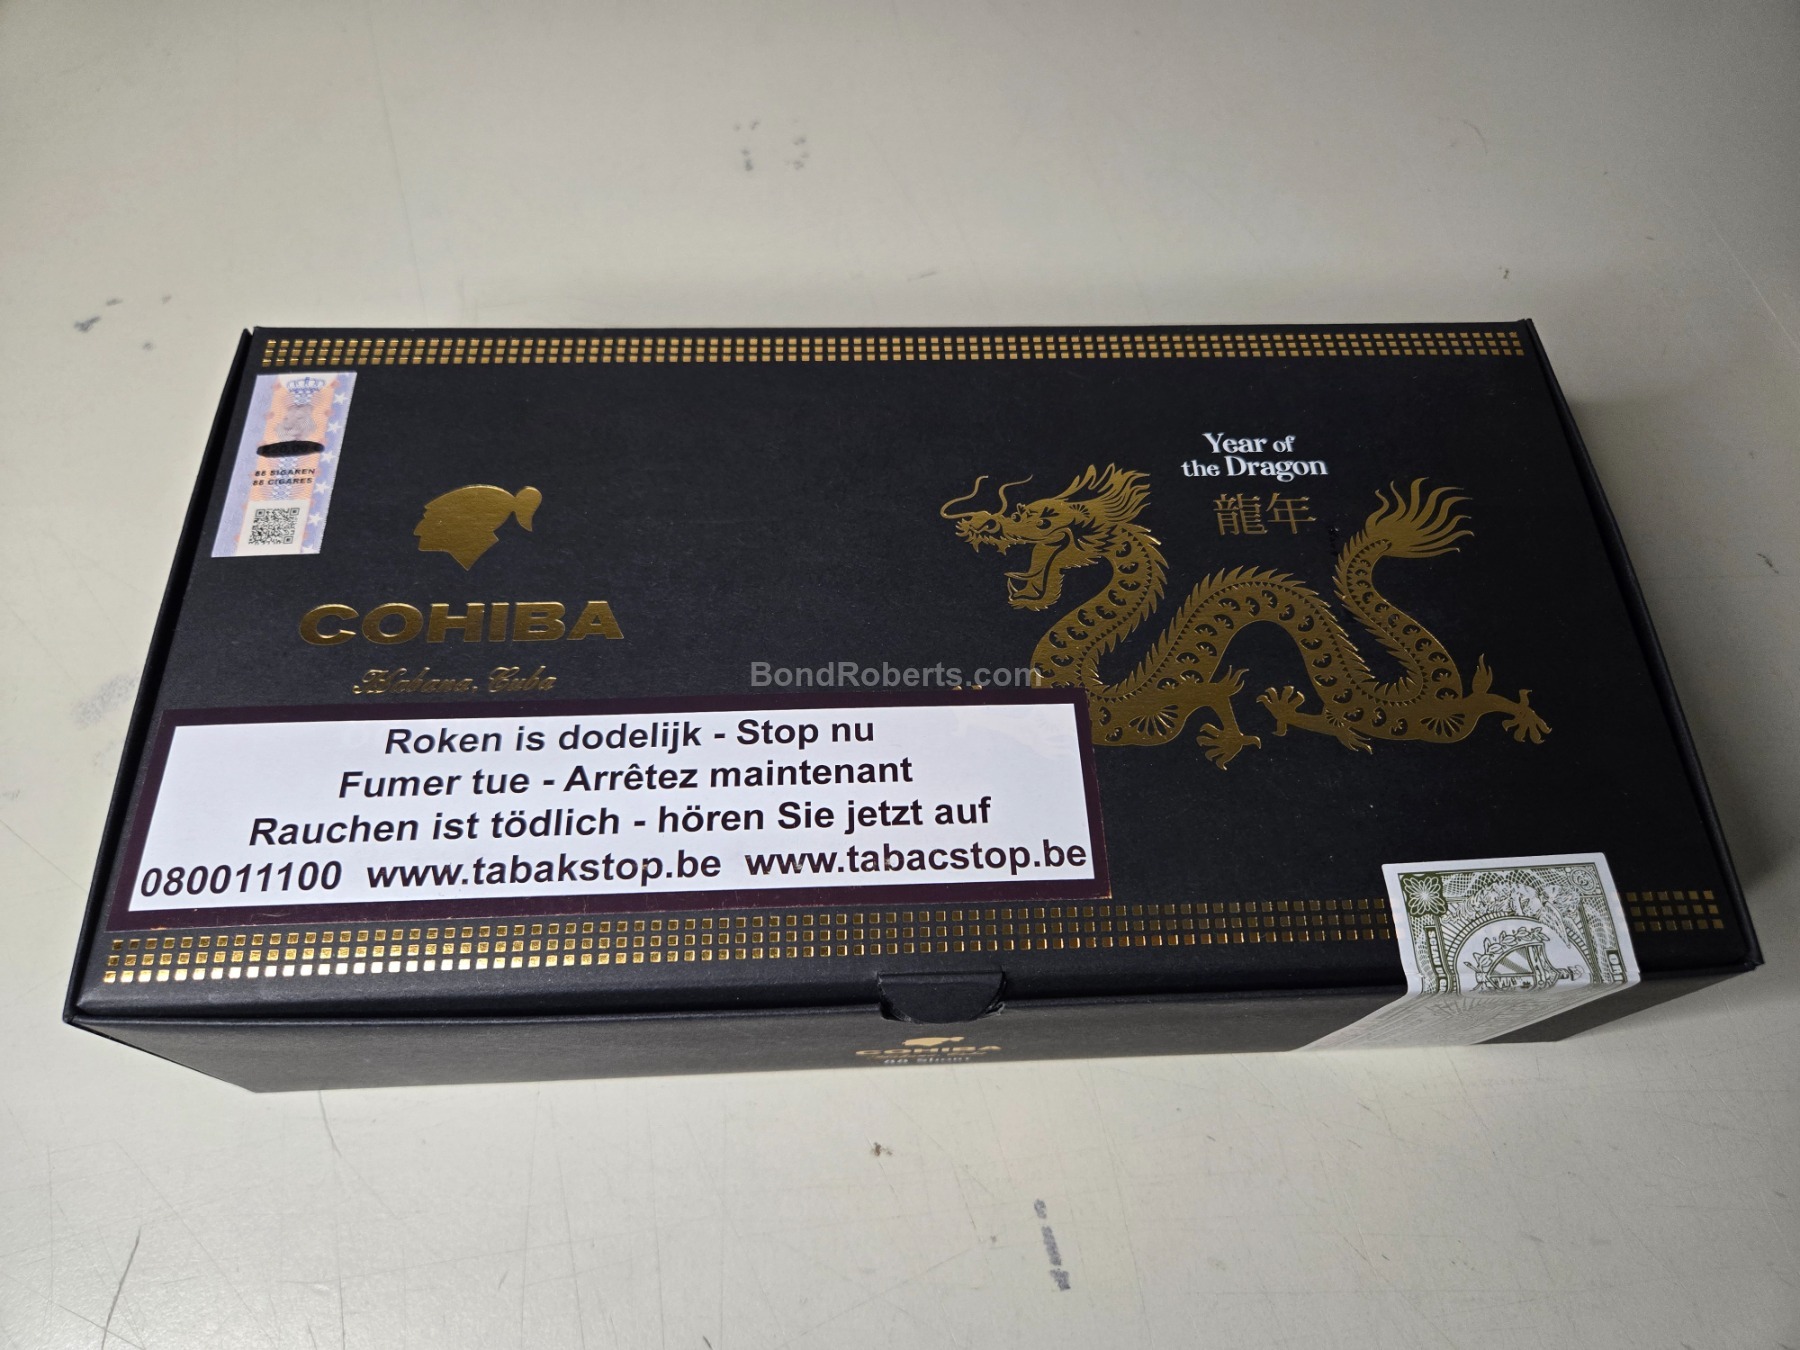 Year of
the Dragon
龍年
88 SIGAREN
88 CIGARES
COHIBA
Habana, Cuba
BondRoberts.com
Roken is dodelijk - Stop nu
Fumer tue - Arrêtez maintenant
Rauchen ist tödlich - hören Sie jetzt auf
080011100 www.tabakstop.be www.tabacstop.be
COHIBA
88 Short